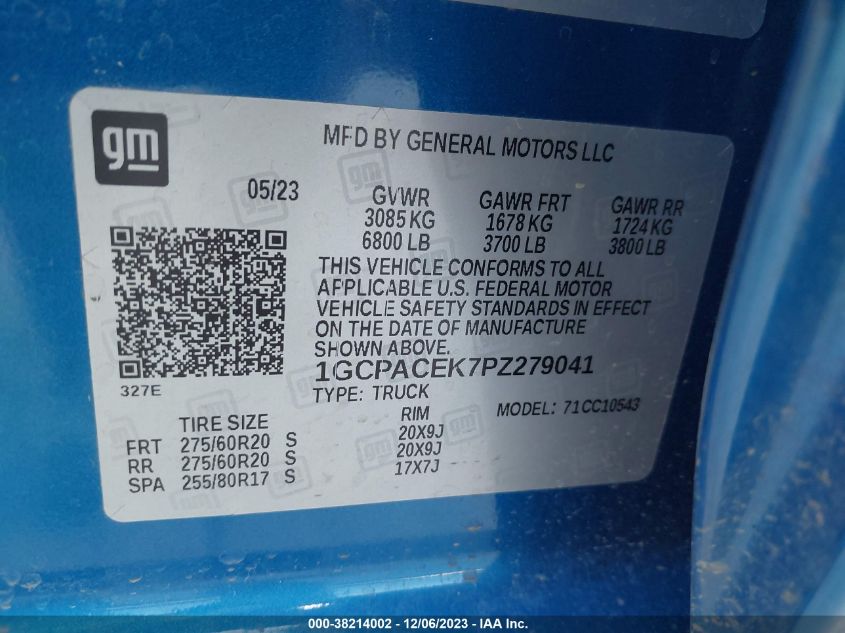 gm
MFD BY GENERAL MOTORS LLC
05/23
GVWR GAWR FRT GAWR RR
3085 KG 1678 KG 1724 KG
6800 LB 3700 LB 3800 LB
THIS VEHICLE CONFORMS TO ALL
APPLICABLE U.S. FEDERAL MOTOR
VEHICLE SAFETY STANDARDS IN EFFECT
ON THE DATE OF MANUFACTURE
SHOWN ABOVE.
327E
1GCPACEK7PZ279041
TYPE: TRUCK
MODEL: 71CC10543
TIRE SIZE RIM
FRT 275/60R20 S 20X9J
RR 275/60R20 S 20X9J
SPA 255/80R17 S 17X7J
000-38214002 - 12/06/2023 - IAA Inc.